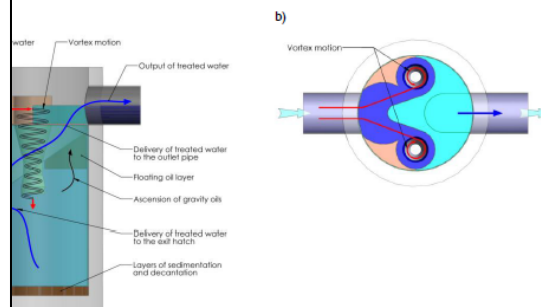 water
Vortex motion
Output of treated water
Delivery of treated water
to the outlet pipe
Floating oil layer
Ascension of gravity oils
Delivery of treated water
to the exit hatch
Layers of sedimentation
and decantation
b)
Vortex motion